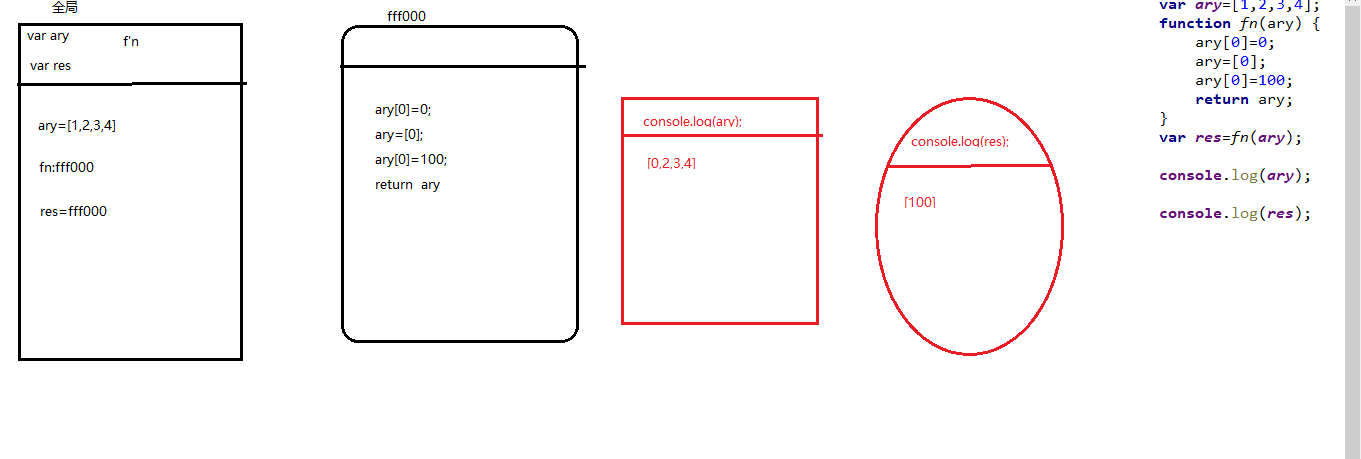 全局
var ary
f'n
var res
ary=[1,2,3,4]
fn:fff000
res=fff000
fff000
ary[0]=0;
ary=[0];
ary[0]=100;
return ary
console.log(ary);
[0,2,3,4]
console.log(res);
[100]
var ary=[1,2,3,4];
function fn(ary) {
ary[0]=0;
ary=[0];
ary[0]=100;
return ary;
}
var res=fn(ary);
console.log(ary);
console.log(res);